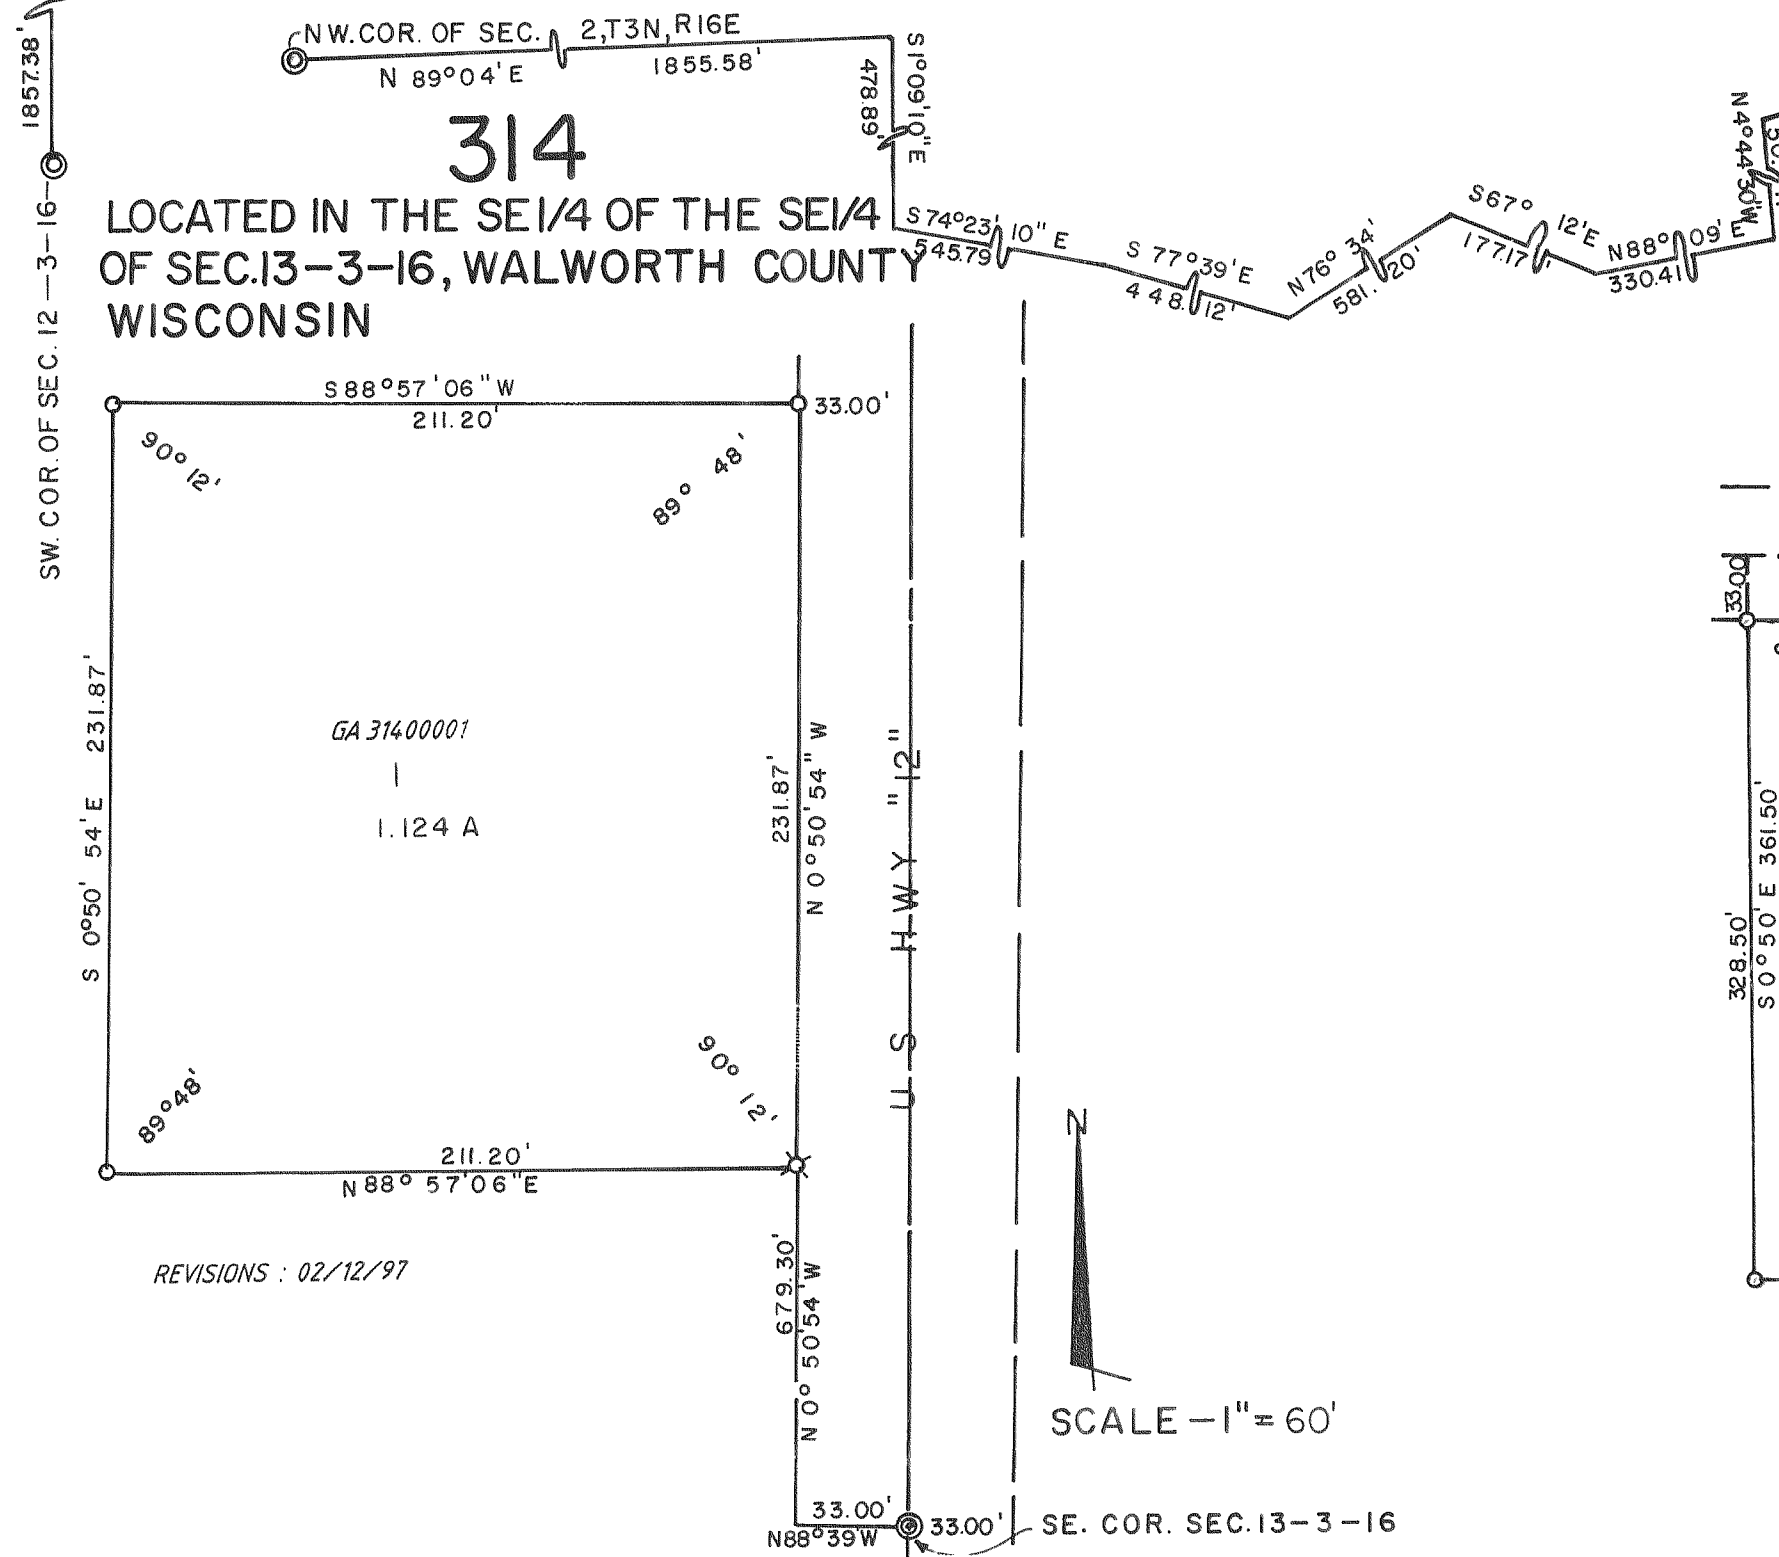 1857.38'
SW. COR. OF SEC. 12—3-16-
NW. COR. OF SEC. 2, T3N, R16E
N 89°04' E 1855.58'
S 1°09'10" E
478.89'
314
LOCATED IN THE SE1/4 OF THE SE1/4
OF SEC.13-3-16, WALWORTH COUNTY
WISCONSIN
S 74°23' 10" E
545.79
S 77°39'E
448.12'
N 76° 34'
581.20'
S67° 12'E
177.17'
N88° 09' E
330.41
N 4°44'30"W
S 88°57'06" W
211.20'
33.00'
90° 12'
89° 48'
S 0°50' 54' E 231.87'
GA 31400001
1
1.124 A
231.87'
N 0°50'54" W
U S HWY "12"
89°48'
90° 12'
211.20'
N 88° 57'06"E
REVISIONS : 02/12/97
679.30'
N 0° 50'54 'W
33.00'
N88°39'W
33.00'
SE. COR. SEC.13-3-16
N
SCALE-1"= 60'
33.00
328.50'
S 0°50' E 361.50'